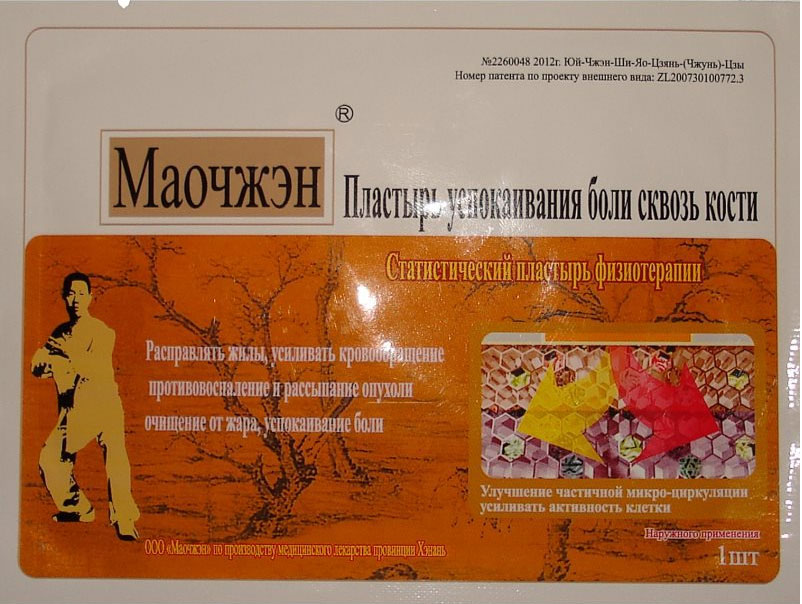 №2260048 2012г. Юй-Чжэн-Ши-Яо-Цзянь-(Чжунь)-Цзы
Номер патента по проекту внешнего вида: ZL200730100772.3
®
Маочжэн
Пластырь успокаивания боли сквозь кости
Статистический пластырь физиотерапии
Расправлять жилы, усиливать кровообращение
противовоспаление и рассыпание опухоли
очищение от жара, успокаивание боли
Улучшение частичной микро-циркуляции
усиливать активность клетки
Наружного применения
1шт
ООО «Маочжэн» по производству медицинского лекарства провинции Хэнань